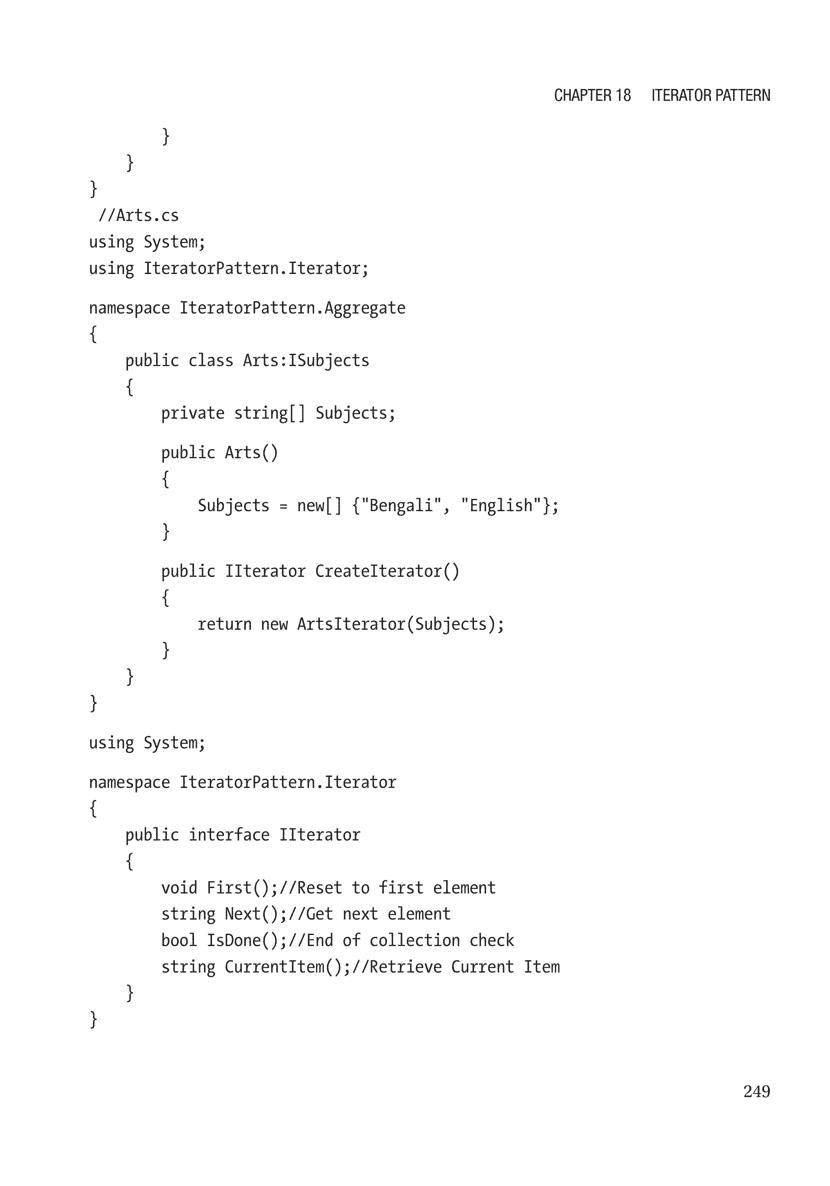 CHAPTER 18 ITERATOR PATTERN
        }
    }
}
 //Arts.cs
using System;
using IteratorPattern.Iterator;
namespace IteratorPattern.Aggregate
{
    public class Arts:ISubjects
    {
        private string[] Subjects;
        public Arts()
        {
            Subjects = new[] {"Bengali", "English"};
        }
        public IIterator CreateIterator()
        {
            return new ArtsIterator(Subjects);
        }
    }
}
using System;
namespace IteratorPattern.Iterator
{
    public interface IIterator
    {
        void First();//Reset to first element
        string Next();//Get next element
        bool IsDone();//End of collection check
        string CurrentItem();//Retrieve Current Item
    }
}
249